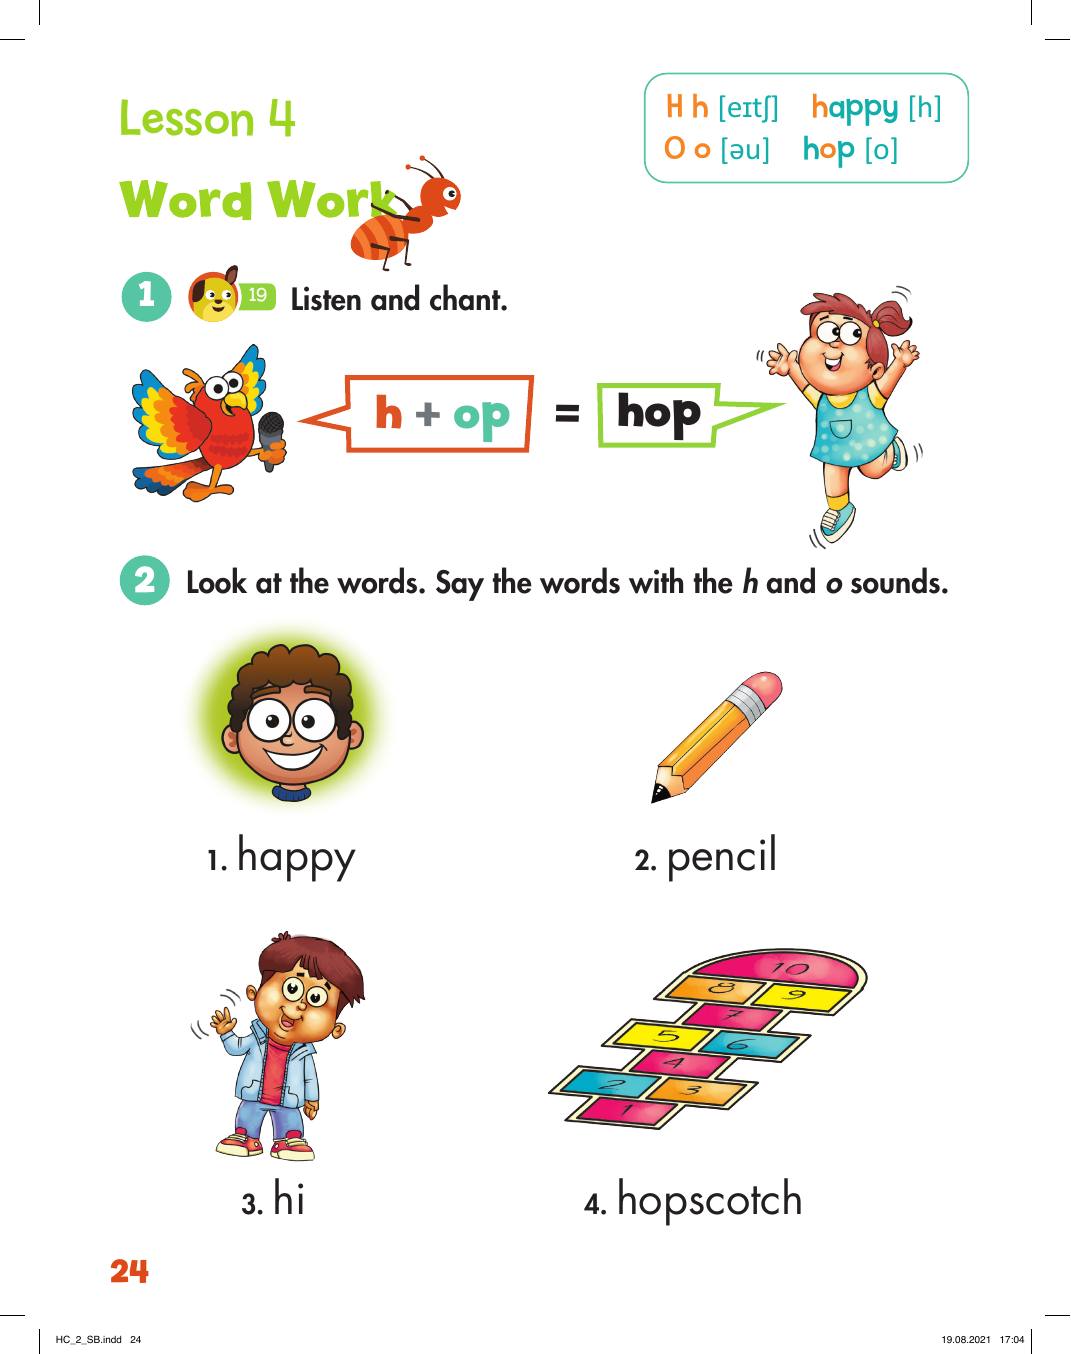 Lesson 4
H h [eɪtʃ] happy [h]
O o [əu] hop [o]
Word Work
1 19 Listen and chant.
h + op = hop
2 Look at the words. Say the words with the h and o sounds.
1. happy
2. pencil
10
8 9
7
5 6
4
2 3
1
3. hi
4. hopscotch
24
HC_2_SB.indd 24
19.08.2021 17:04